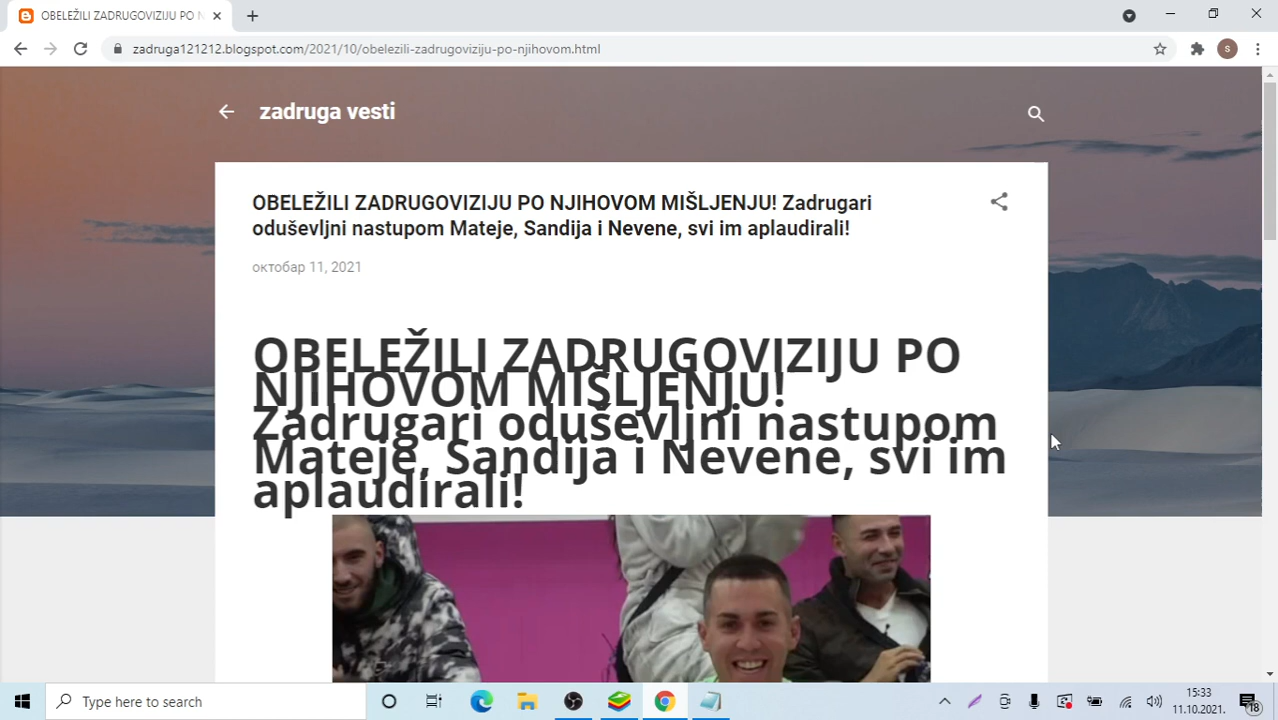 OBELEŽILI ZADRUGOVIZIJU PO N
zadruga121212.blogspot.com/2021/10/obelezili-zadrugoviziju-po-njihovom.html
S
zadruga vesti
OBELEŽILI ZADRUGOVIZIJU PO NJIHOVOM MIŠLJENJU! Zadrugari
oduševljni nastupom Mateje, Sandija i Nevene, svi im aplaudirali!
октобар 11, 2021
OBELEŽILI ZADRUGOVIZIJU PO
NJIHOVOM MIŠLJENJU!
Zadrugari oduševljni nastupom
Mateje, Sandija i Nevene, svi im
aplaudirali!
Type here to search
15:33
11.10.2021.
18